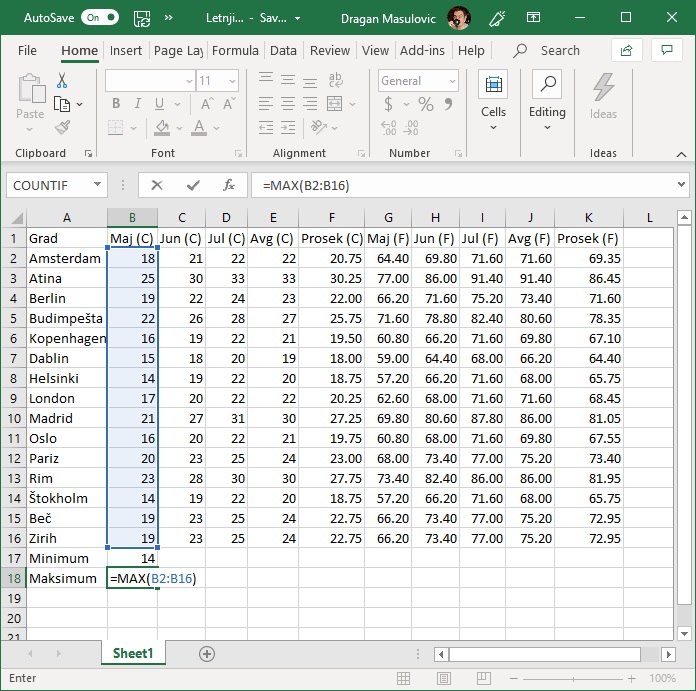 AutoSave On » Letnji... - Sav... Dragan Masulovic
File Home Insert Page Lay Formula Data Review View Add-ins Help Search
General
11
Paste B I U A A $ % 9 Cells Editing Ideas
Clipboard Font Alignment Number Ideas
COUNTIF fx =MAX(B2:B16)
A B C D E F G H I J K L
1 Grad Maj (C) Jun (C) Jul (C) Avg (C) Prosek (C) Maj (F) Jun (F) Jul (F) Avg (F) Prosek (F)
2 Amsterdam 18 21 22 22 20.75 64.40 69.80 71.60 71.60 69.35
3 Atina 25 30 33 33 30.25 77.00 86.00 91.40 91.40 86.45
4 Berlin 19 22 24 23 22.00 66.20 71.60 75.20 73.40 71.60
5 Budimpešta 22 26 28 27 25.75 71.60 78.80 82.40 80.60 78.35
6 Kopenhagen 16 19 22 21 19.50 60.80 66.20 71.60 69.80 67.10
7 Dablin 15 18 20 19 18.00 59.00 64.40 68.00 66.20 64.40
8 Helsinki 14 19 22 20 18.75 57.20 66.20 71.60 68.00 65.75
9 London 17 20 22 22 20.25 62.60 68.00 71.60 71.60 68.45
10 Madrid 21 27 31 30 27.25 69.80 80.60 87.80 86.00 81.05
11 Oslo 16 20 22 21 19.75 60.80 68.00 71.60 69.80 67.55
12 Pariz 20 23 25 24 23.00 68.00 73.40 77.00 75.20 73.40
13 Rim 23 28 30 30 27.75 73.40 82.40 86.00 86.00 81.95
14 Štokholm 14 19 22 20 18.75 57.20 66.20 71.60 68.00 65.75
15 Beč 19 23 25 24 22.75 66.20 73.40 77.00 75.20 72.95
16 Zirih 19 23 25 24 22.75 66.20 73.40 77.00 75.20 72.95
17 Minimum 14
18 Maksimum =MAX(B2:B16)
19
20
21
Sheet1
Enter 100%